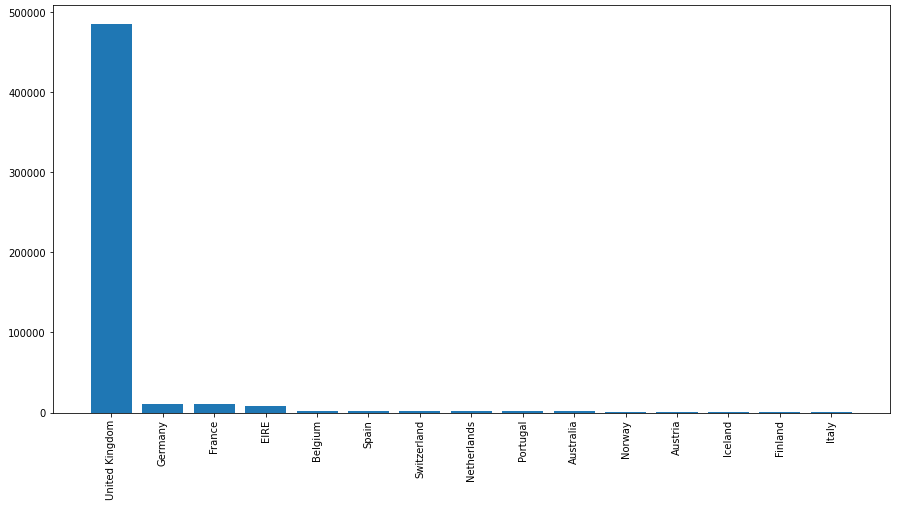 500000
400000
300000
200000
100000
0
United Kingdom
Germany
France
EIRE
Belgium
Spain
Switzerland
Netherlands
Portugal
Australia
Norway
Austria
Iceland
Finland
Italy